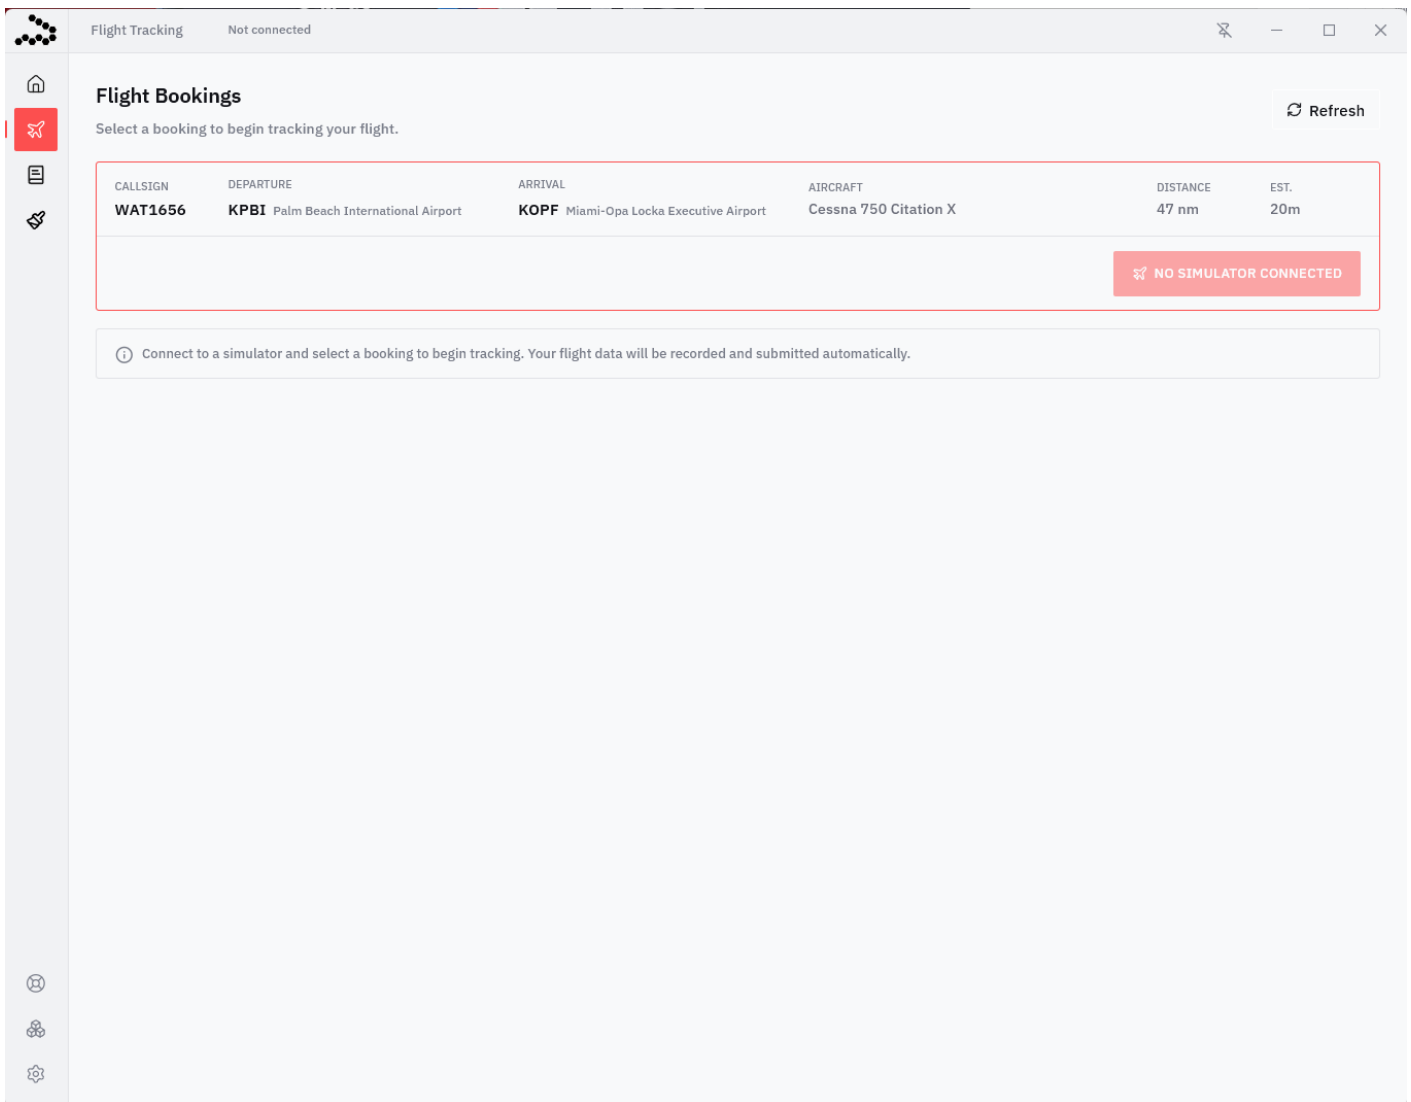 Flight Tracking Not connected
Flight Bookings
Select a booking to begin tracking your flight.
Refresh
CALLSIGN DEPARTURE ARRIVAL AIRCRAFT DISTANCE EST.
WAT1656 KPBI Palm Beach International Airport KOPF Miami-Opa Locka Executive Airport Cessna 750 Citation X 47 nm 20m
NO SIMULATOR CONNECTED
Connect to a simulator and select a booking to begin tracking. Your flight data will be recorded and submitted automatically.